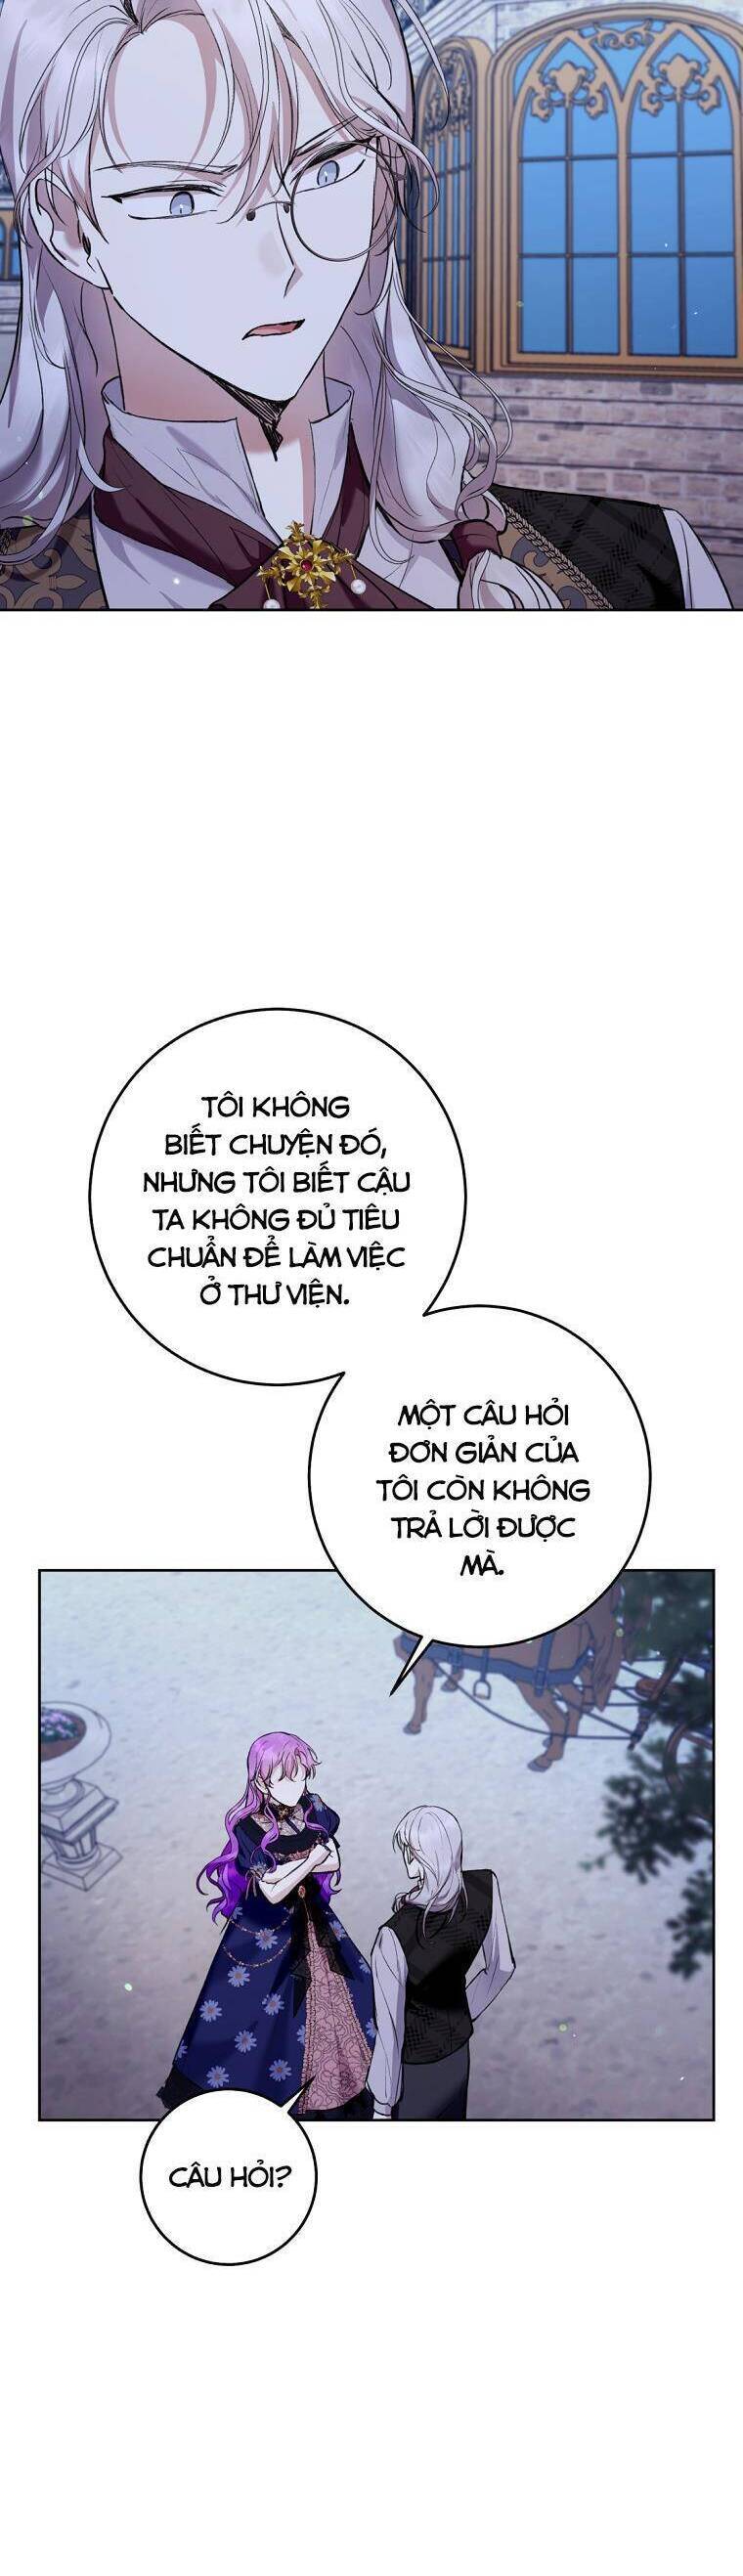 TÔI KHÔNG
BIẾT CHUYỆN ĐÓ,
NHƯNG TÔI BIẾT CẬU
TA KHÔNG ĐỦ TIÊU
CHUẨN ĐỂ LÀM VIỆC
Ở THƯ VIỆN.
MỘT CÂU HỎI
ĐƠN GIẢN CỦA
TÔI CÒN KHÔNG
TRẢ LỜI ĐƯỢC
MÀ.
CÂU HỎI?